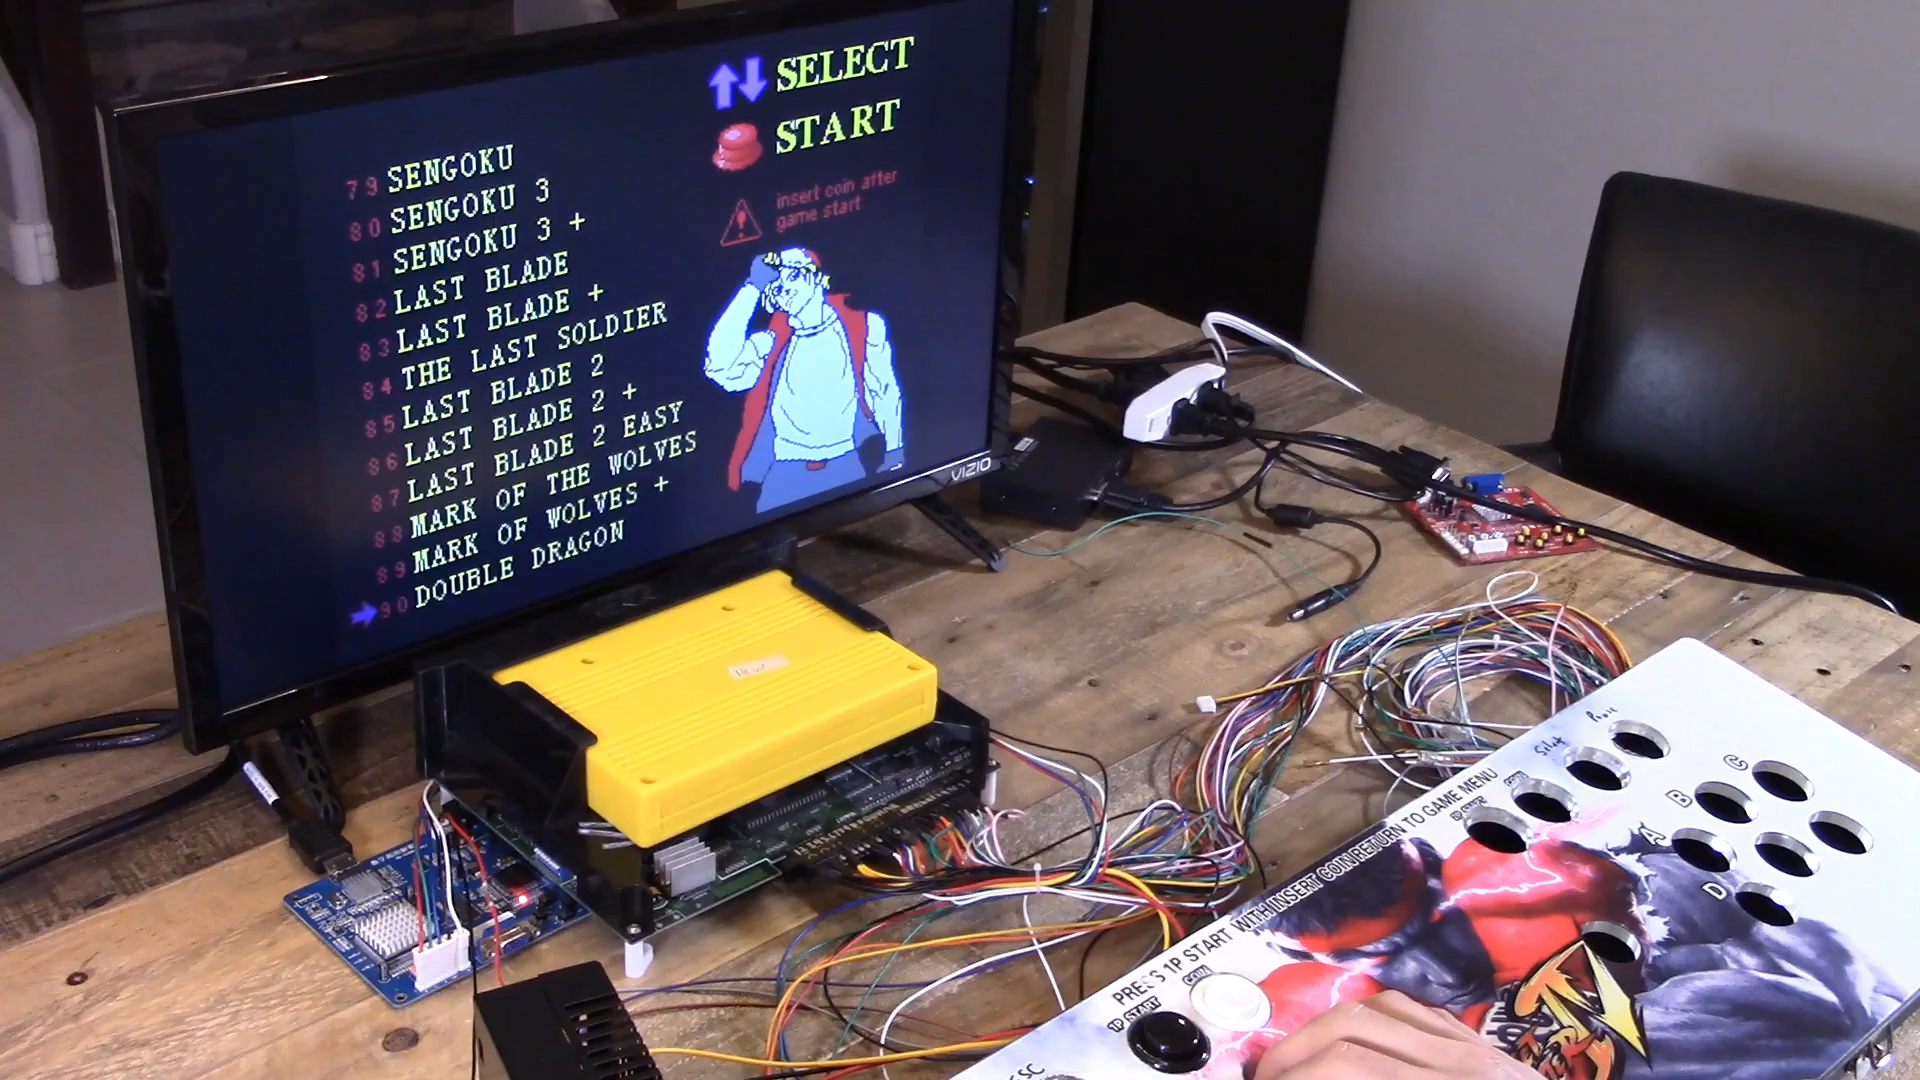 SELECT
START
insert coin after
game start
79 SENGOKU
80 SENGOKU 3
81 SENGOKU 3 +
82 LAST BLADE
83 LAST BLADE +
84 THE LAST SOLDIER
85 LAST BLADE 2
86 LAST BLADE 2 +
87 LAST BLADE 2 EASY
88 MARK OF THE WOLVES
89 MARK OF WOLVES +
90 DOUBLE DRAGON
VIZIO
PRESS 1P START WITH INSERT COIN RETURN TO GAME MENU
1P START
COIN
A
B
C
D